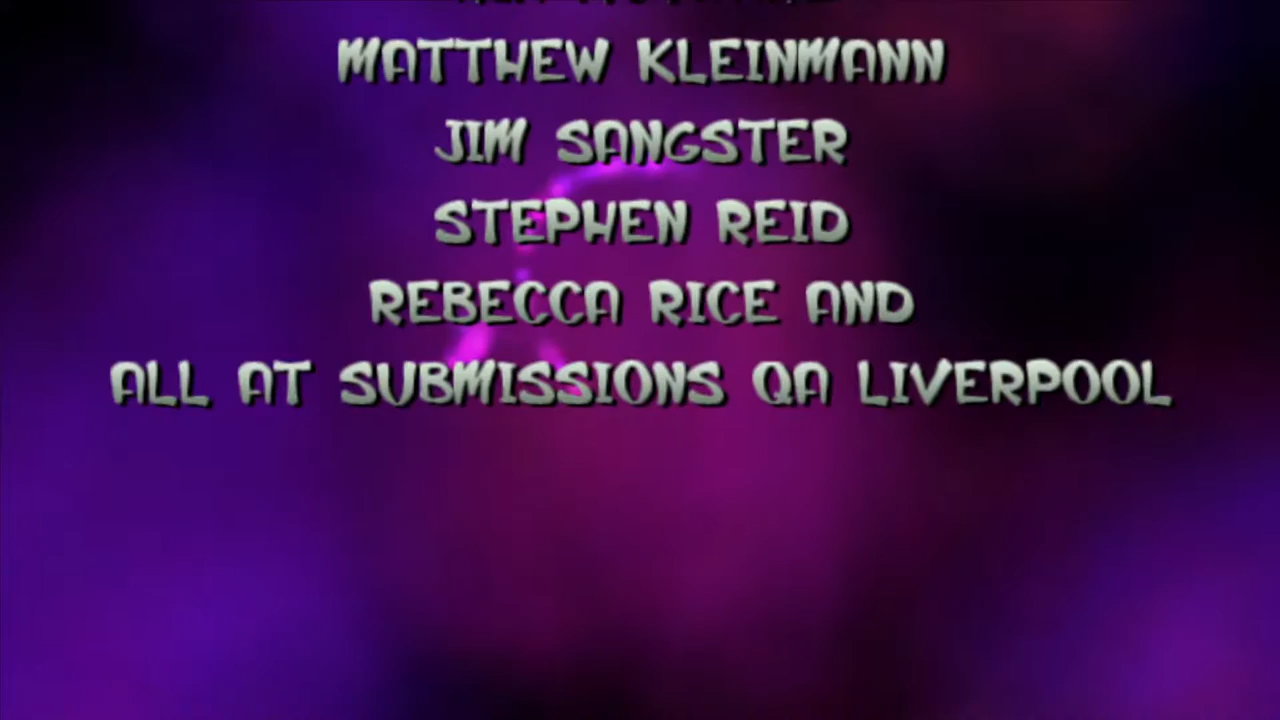 MATTHEW KLEINMANN
JIM SANGSTER
STEPHEN REID
REBECCA RICE AND
ALL AT SUBMISSIONS QA LIVERPOOL